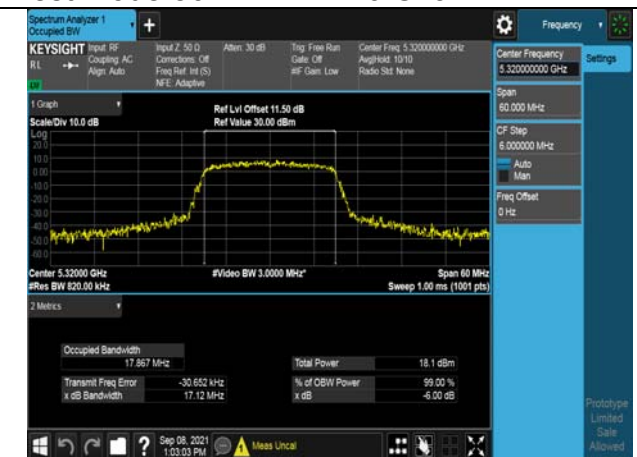 Spectrum Analyzer 1
Occupied BW
Frequency
KEYSIGHT
RL
Input: RF
Coupling: AC
Align: Auto
Input Z: 50 Ω
Corrections: Off
Freq Ref: Int (S)
NFE: Adaptive
Atten: 30 dB
Trig: Free Run
Gate: Off
#IF Gain: Low
Center Freq: 5.320000000 GHz
Avg|Hold: 10/10
Radio Std: None
Center Frequency
5.320000000 GHz
Settings
Span
60.000 MHz
CF Step
6.000000 MHz
Auto
Man
Freq Offset
0 Hz
1 Graph
Scale/Div 10.0 dB
Ref Lvl Offset 11.50 dB
Ref Value 30.00 dBm
Log
20.0
10.0
0.00
-10.0
-20.0
-30.0
-40.0
-50.0
-60.0
Center 5.32000 GHz
#Res BW 820.00 kHz
#Video BW 3.0000 MHz*
Span 60 MHz
Sweep 1.00 ms (1001 pts)
2 Metrics
Occupied Bandwidth
17.867 MHz
Total Power 18.1 dBm
Transmit Freq Error -30.652 kHz
% of OBW Power 99.00 %
x dB Bandwidth 17.12 MHz
x dB -6.00 dB
Prototype
Limited
Sale
Allowed
Sep 08, 2021
1:03:03 PM
Meas Uncal